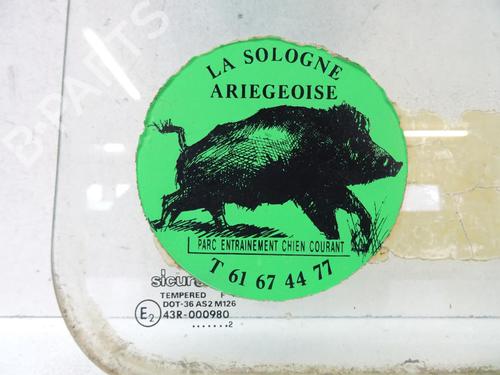 LA SOLOGNE
ARIEGEOISE
PARC ENTRAINEMENT CHIEN COURANT
T 61 67 44 77
TEMPERED
DOT-36 AS2 M126
E2 43R-000980
B-PARTS